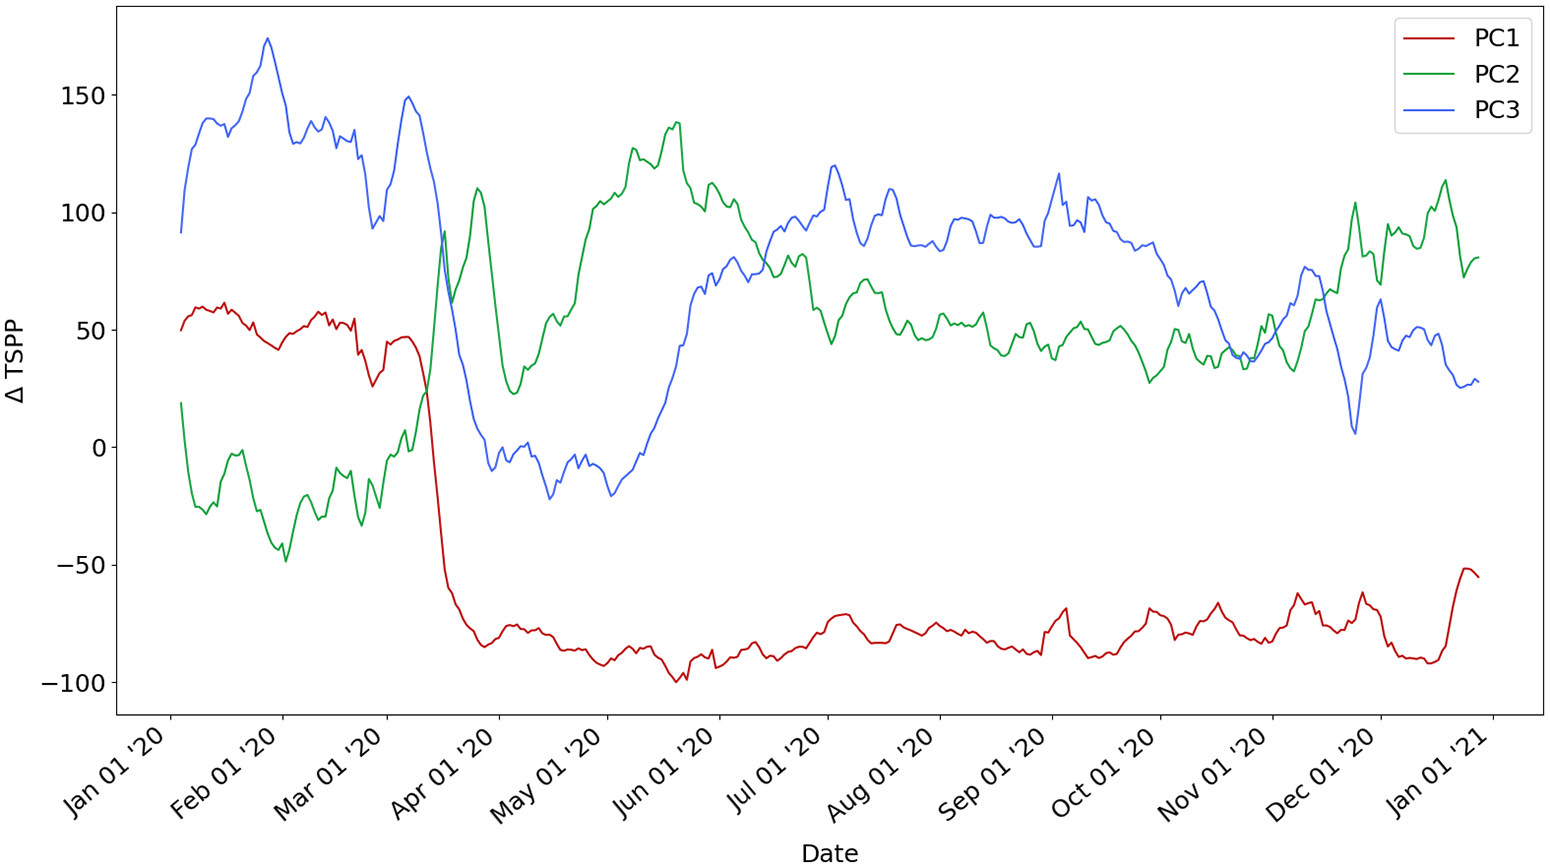 PC1
PC2
PC3
Δ TSPP
150
100
50
0
−50
−100
Jan 01 '20
Feb 01 '20
Mar 01 '20
Apr 01 '20
May 01 '20
Jun 01 '20
Jul 01 '20
Aug 01 '20
Sep 01 '20
Oct 01 '20
Nov 01 '20
Dec 01 '20
Jan 01 '21
Date